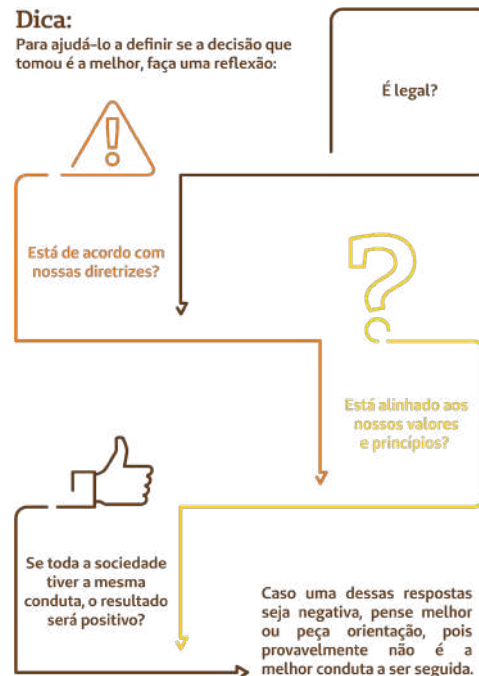 Dica:
Para ajudá-lo a definir se a decisão que
tomou é a melhor, faça uma reflexão:
É legal?
Está de acordo com
nossas diretrizes?
Está alinhado aos
nossos valores
e princípios?
Se toda a sociedade
tiver a mesma
conduta, o resultado
será positivo?
Caso uma dessas respostas
seja negativa, pense melhor
ou peça orientação, pois
provavelmente não é a
melhor conduta a ser seguida.